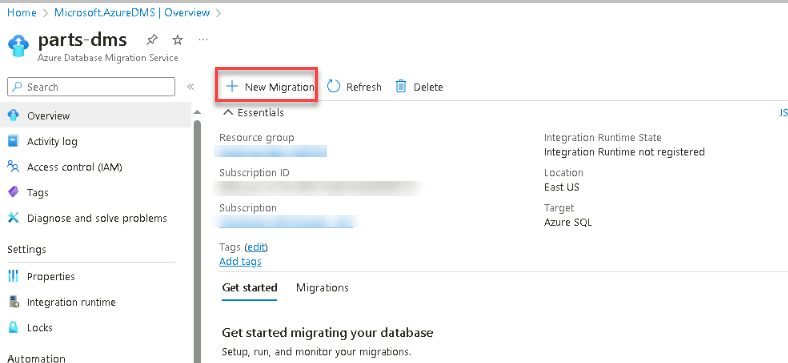 Home > Microsoft.AzureDMS | Overview >
parts-dms
Azure Database Migration Service
Search
Overview
Activity log
Access control (IAM)
Tags
Diagnose and solve problems
Settings
Properties
Integration runtime
Locks
Automation
New Migration Refresh Delete
Essentials
JS
Resource group
Subscription ID
Subscription
Tags (edit)
Add tags
Integration Runtime State
Integration Runtime not registered
Location
East US
Target
Azure SQL
Get started Migrations
Get started migrating your database
Setup, run, and monitor your migrations.